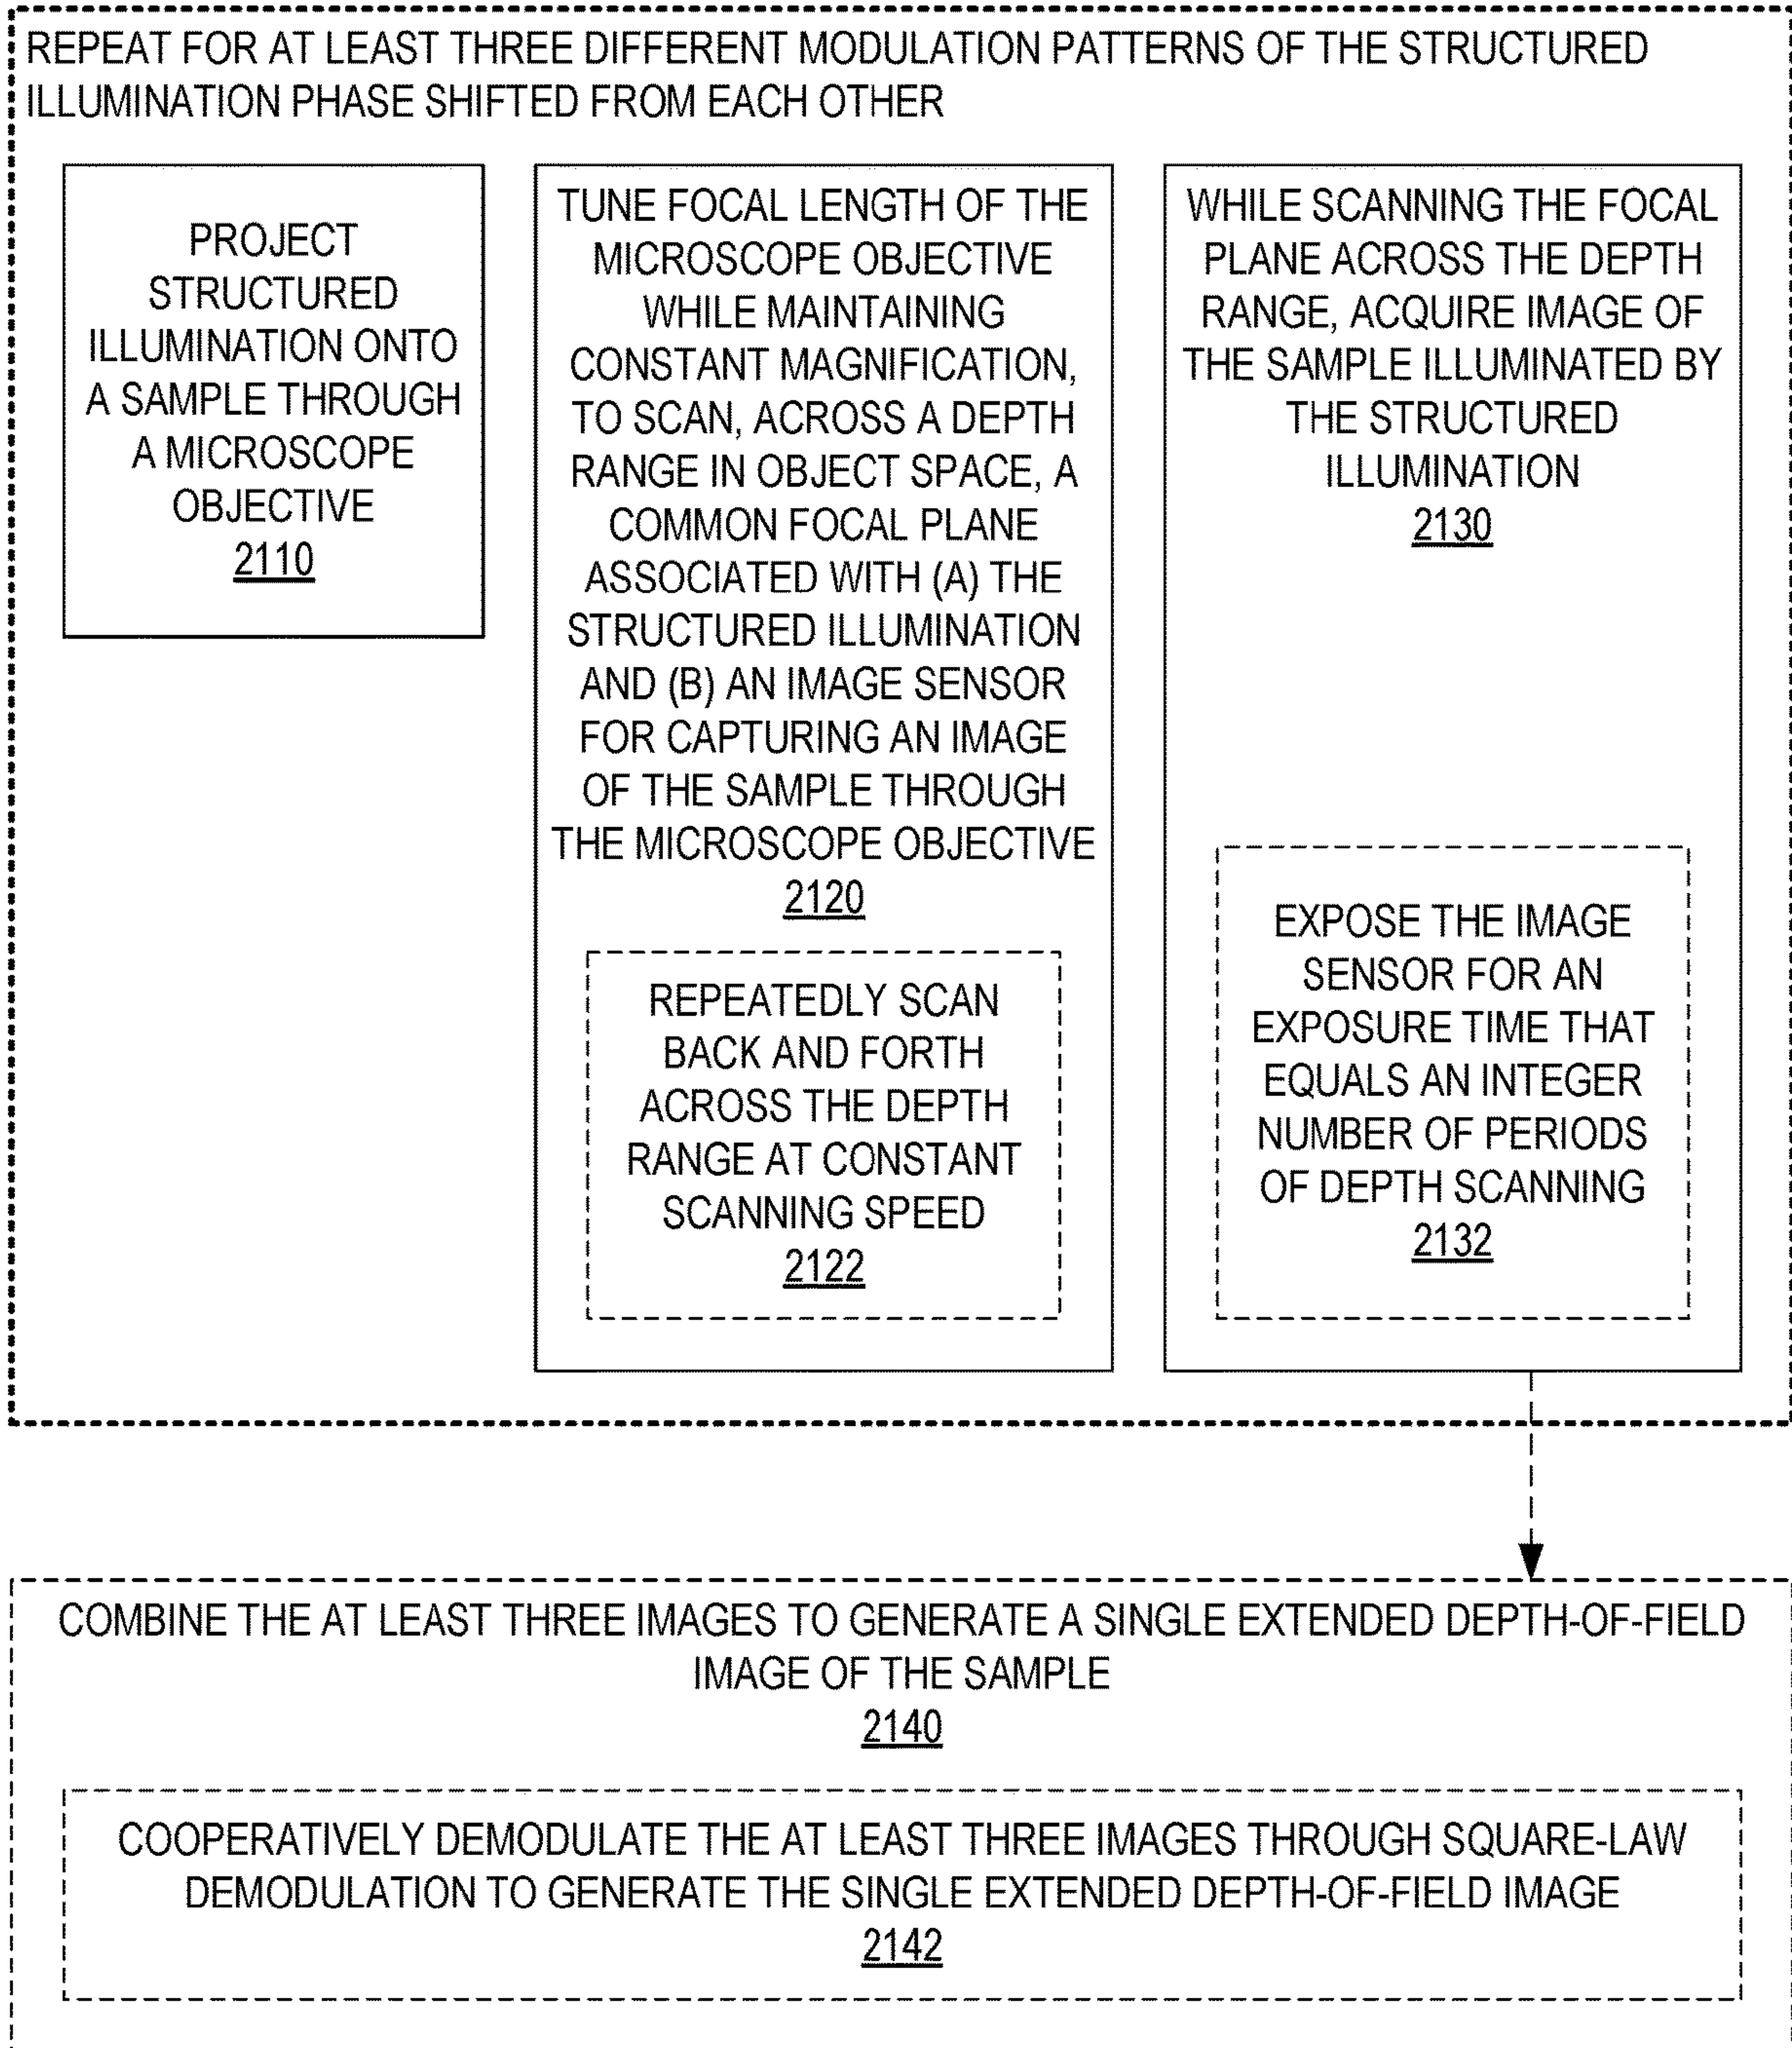 REPEAT FOR AT LEAST THREE DIFFERENT MODULATION PATTERNS OF THE STRUCTURED
ILLUMINATION PHASE SHIFTED FROM EACH OTHER
PROJECT
STRUCTURED
ILLUMINATION ONTO
A SAMPLE THROUGH
A MICROSCOPE
OBJECTIVE
2110
TUNE FOCAL LENGTH OF THE
MICROSCOPE OBJECTIVE
WHILE MAINTAINING
CONSTANT MAGNIFICATION,
TO SCAN, ACROSS A DEPTH
RANGE IN OBJECT SPACE, A
COMMON FOCAL PLANE
ASSOCIATED WITH (A) THE
STRUCTURED ILLUMINATION
AND (B) AN IMAGE SENSOR
FOR CAPTURING AN IMAGE
OF THE SAMPLE THROUGH
THE MICROSCOPE OBJECTIVE
2120
REPEATEDLY SCAN
BACK AND FORTH
ACROSS THE DEPTH
RANGE AT CONSTANT
SCANNING SPEED
2122
WHILE SCANNING THE FOCAL
PLANE ACROSS THE DEPTH
RANGE, ACQUIRE IMAGE OF
THE SAMPLE ILLUMINATED BY
THE STRUCTURED
ILLUMINATION
2130
EXPOSE THE IMAGE
SENSOR FOR AN
EXPOSURE TIME THAT
EQUALS AN INTEGER
NUMBER OF PERIODS
OF DEPTH SCANNING
2132
COMBINE THE AT LEAST THREE IMAGES TO GENERATE A SINGLE EXTENDED DEPTH-OF-FIELD
IMAGE OF THE SAMPLE
2140
COOPERATIVELY DEMODULATE THE AT LEAST THREE IMAGES THROUGH SQUARE-LAW
DEMODULATION TO GENERATE THE SINGLE EXTENDED DEPTH-OF-FIELD IMAGE
2142